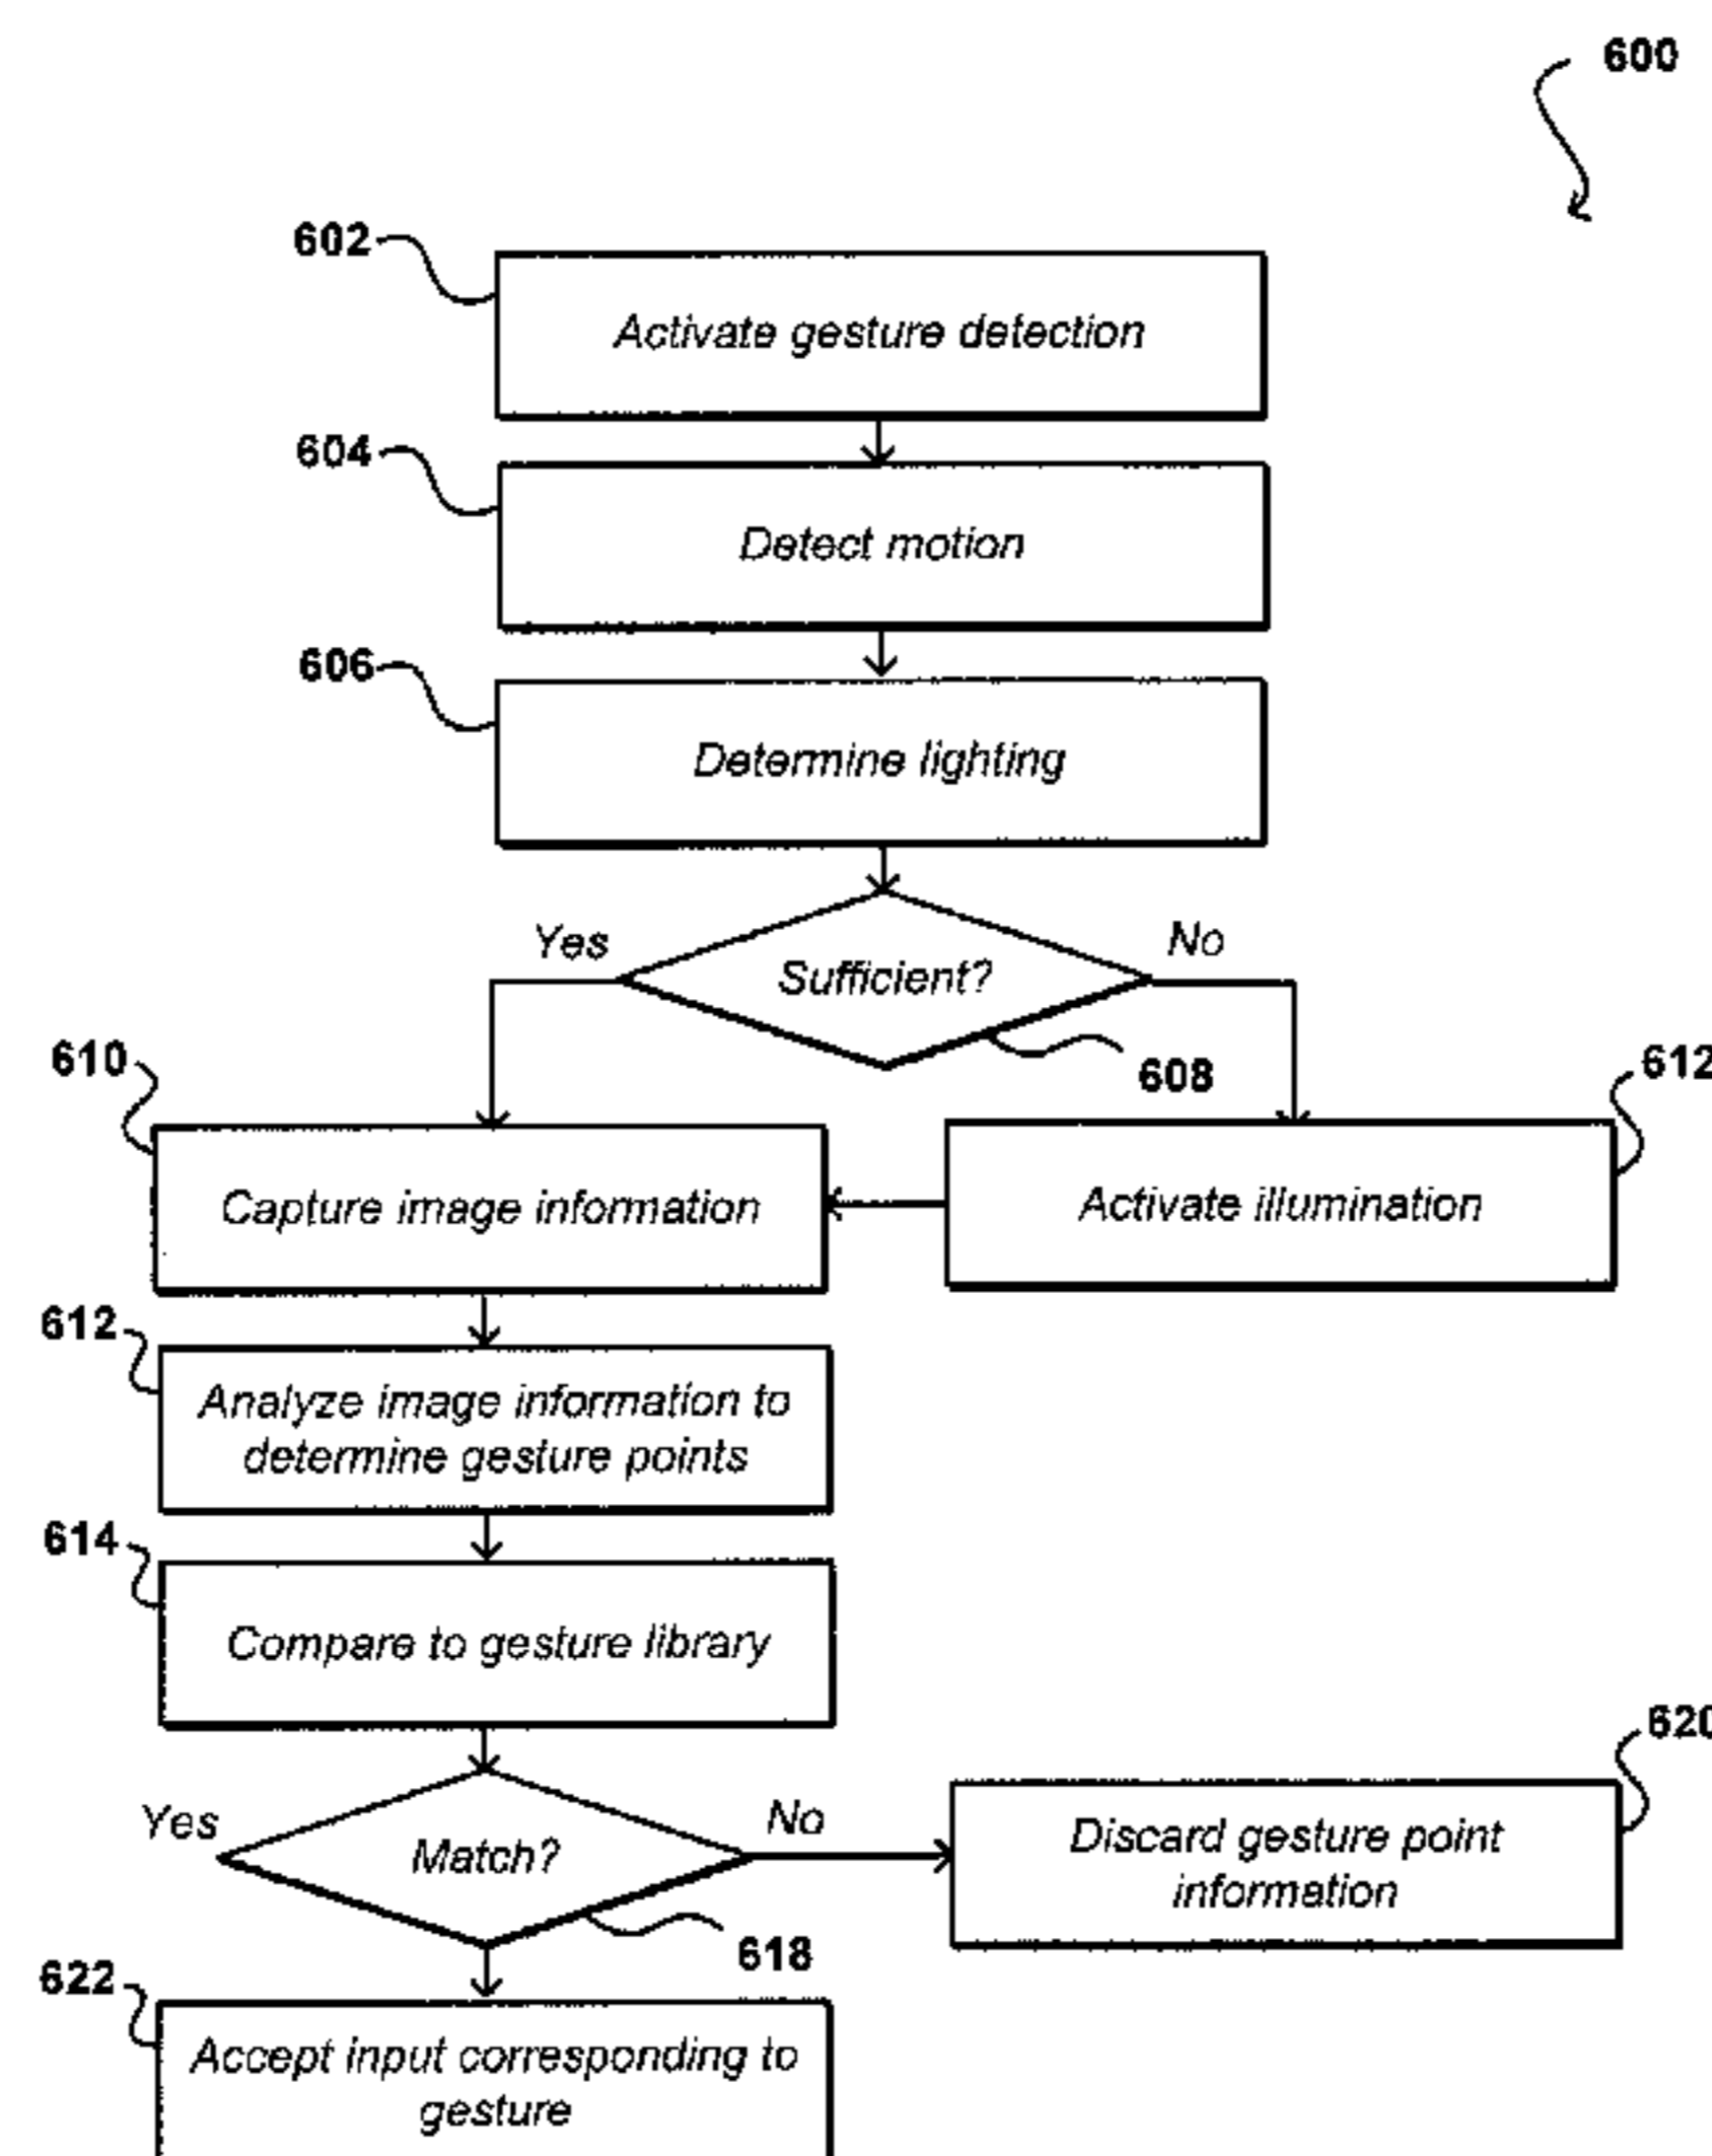 600
602
Activate gesture detection
604
Detect motion
606
Determine lighting
Yes
No
Sufficient?
608
610
612
Capture image information
Activate illumination
612
Analyze image information to
determine gesture points
614
Compare to gesture library
620
Yes
No
Match?
Discard gesture point
information
618
622
Accept input corresponding to
gesture